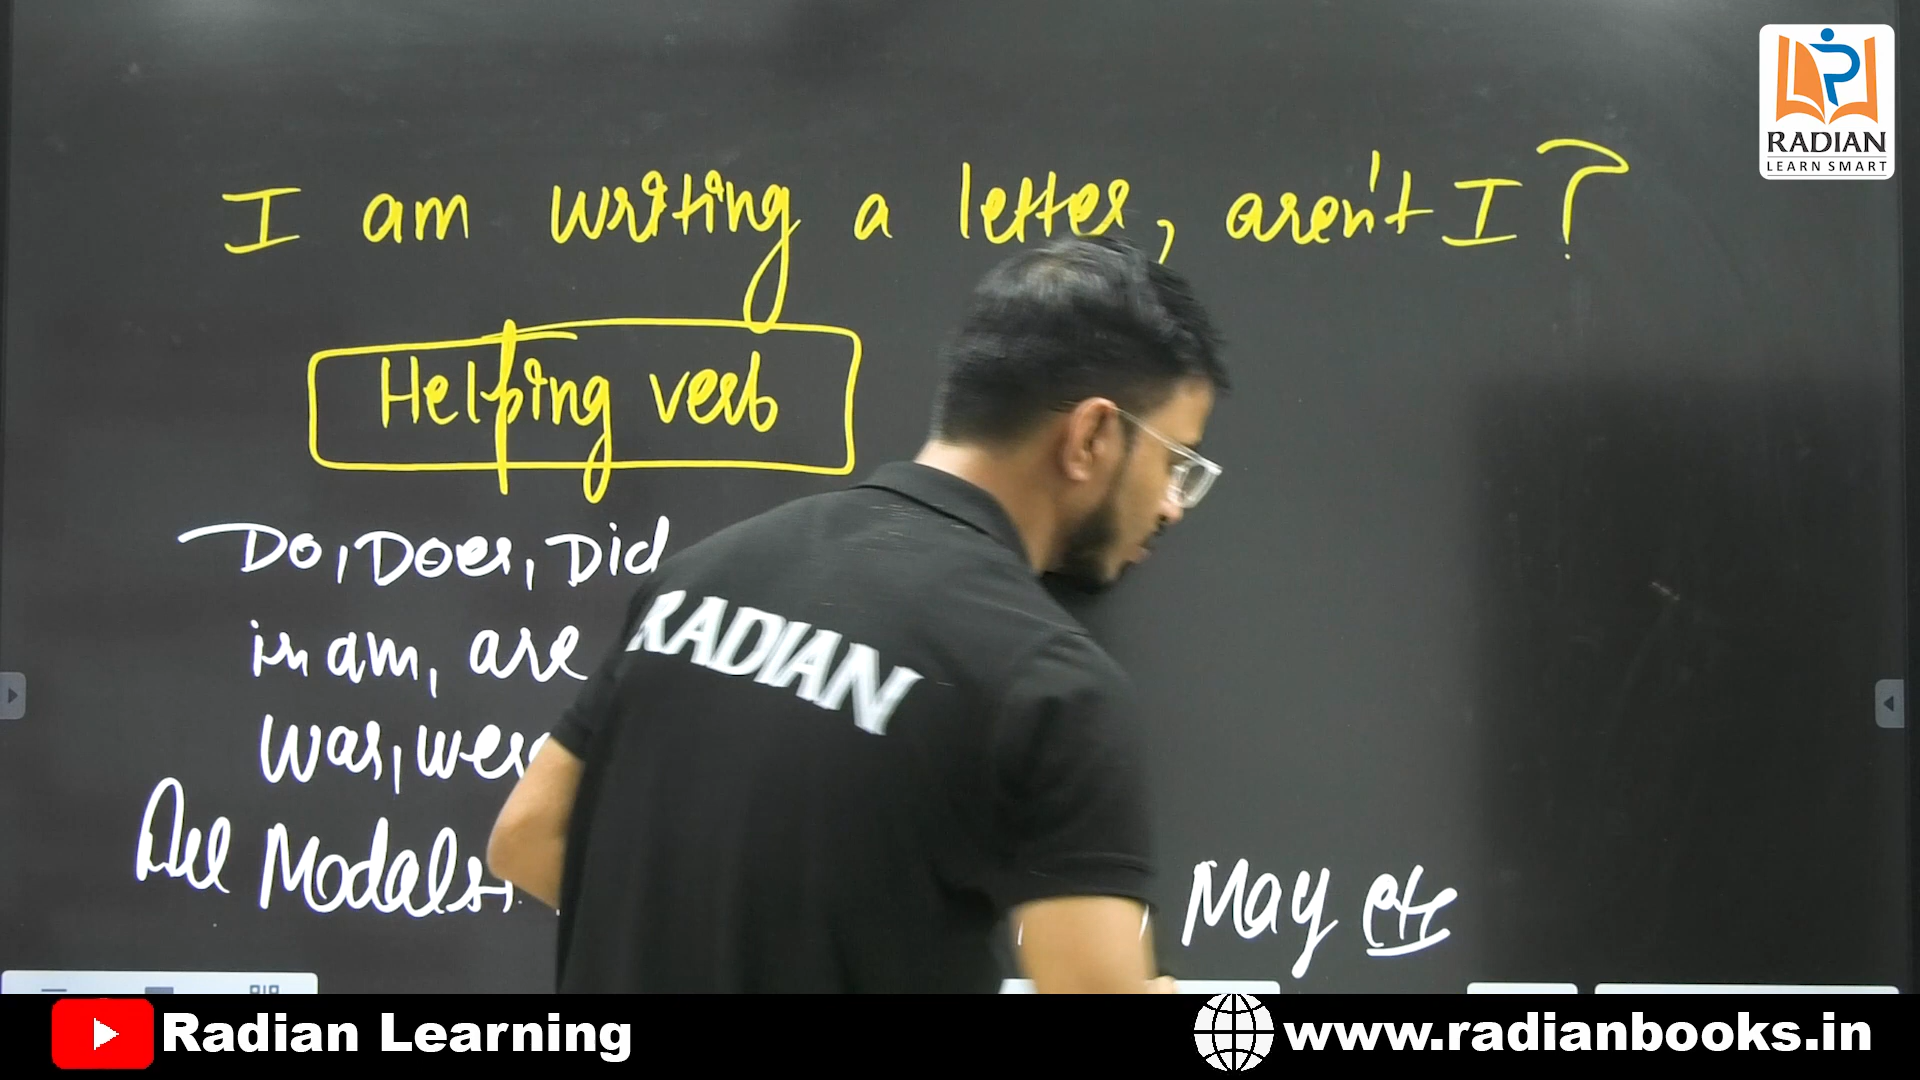 I am writing a letter, aren't I?
Helping verb
Do, Does, Did
is am, are
was, were
All Modals
May etc
RADIAN
RADIAN
LEARN SMART
Radian Learning
www.radianbooks.in